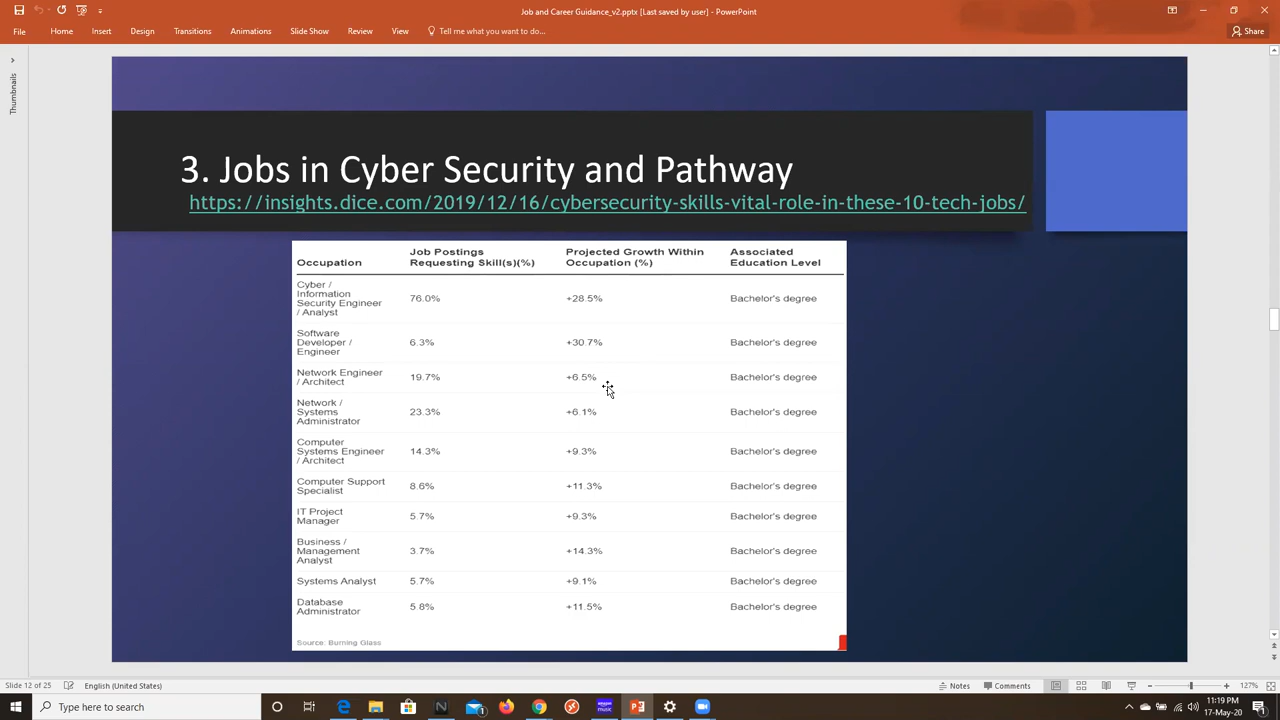 Job and Career Guidance_v2.pptx [Last saved by user] - PowerPoint
File Home Insert Design Transitions Animations Slide Show Review View Tell me what you want to do... Share
Thumbnails
3. Jobs in Cyber Security and Pathway
https://insights.dice.com/2019/12/16/cybersecurity-skills-vital-role-in-these-10-tech-jobs/
Occupation Job Postings Requesting Skill(s)(%) Projected Growth Within Occupation (%) Associated Education Level
Cyber / Information Security Engineer / Analyst 76.0% +28.5% Bachelor's degree
Software Developer / Engineer 6.3% +30.7% Bachelor's degree
Network Engineer / Architect 19.7% +6.5% Bachelor's degree
Network / Systems Administrator 23.3% +6.1% Bachelor's degree
Computer Systems Engineer / Architect 14.3% +9.3% Bachelor's degree
Computer Support Specialist 8.6% +11.3% Bachelor's degree
IT Project Manager 5.7% +9.3% Bachelor's degree
Business / Management Analyst 3.7% +14.3% Bachelor's degree
Systems Analyst 5.7% +9.1% Bachelor's degree
Database Administrator 5.8% +11.5% Bachelor's degree
Source: Burning Glass
Slide 12 of 25 English (United States) Notes Comments 127%
Type here to search
1
amazon music
11:19 PM
17-May-20